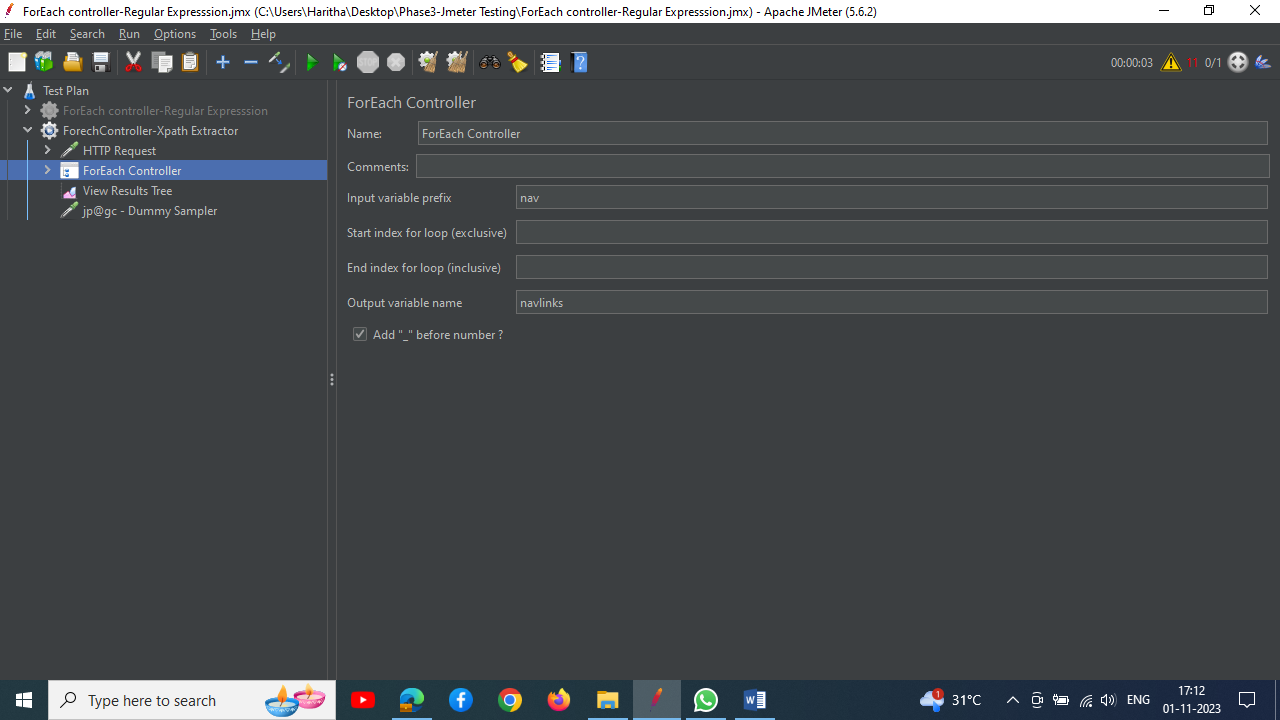 ForEach controller-Regular Expresssion.jmx (C:\Users\Haritha\Desktop\Phase3-Jmeter Testing\ForEach controller-Regular Expresssion.jmx) - Apache JMeter (5.6.2)
File Edit Search Run Options Tools Help
STOP 00:00:03 11 0/1
Test Plan
ForEach controller-Regular Expresssion
ForechController-Xpath Extractor
HTTP Request
ForEach Controller
View Results Tree
jp@gc - Dummy Sampler
ForEach Controller
Name: ForEach Controller
Comments:
Input variable prefix nav
Start index for loop (exclusive)
End index for loop (inclusive)
Output variable name navlinks
Add "_" before number ?
Type here to search
1 31°C ENG 17:12
01-11-2023